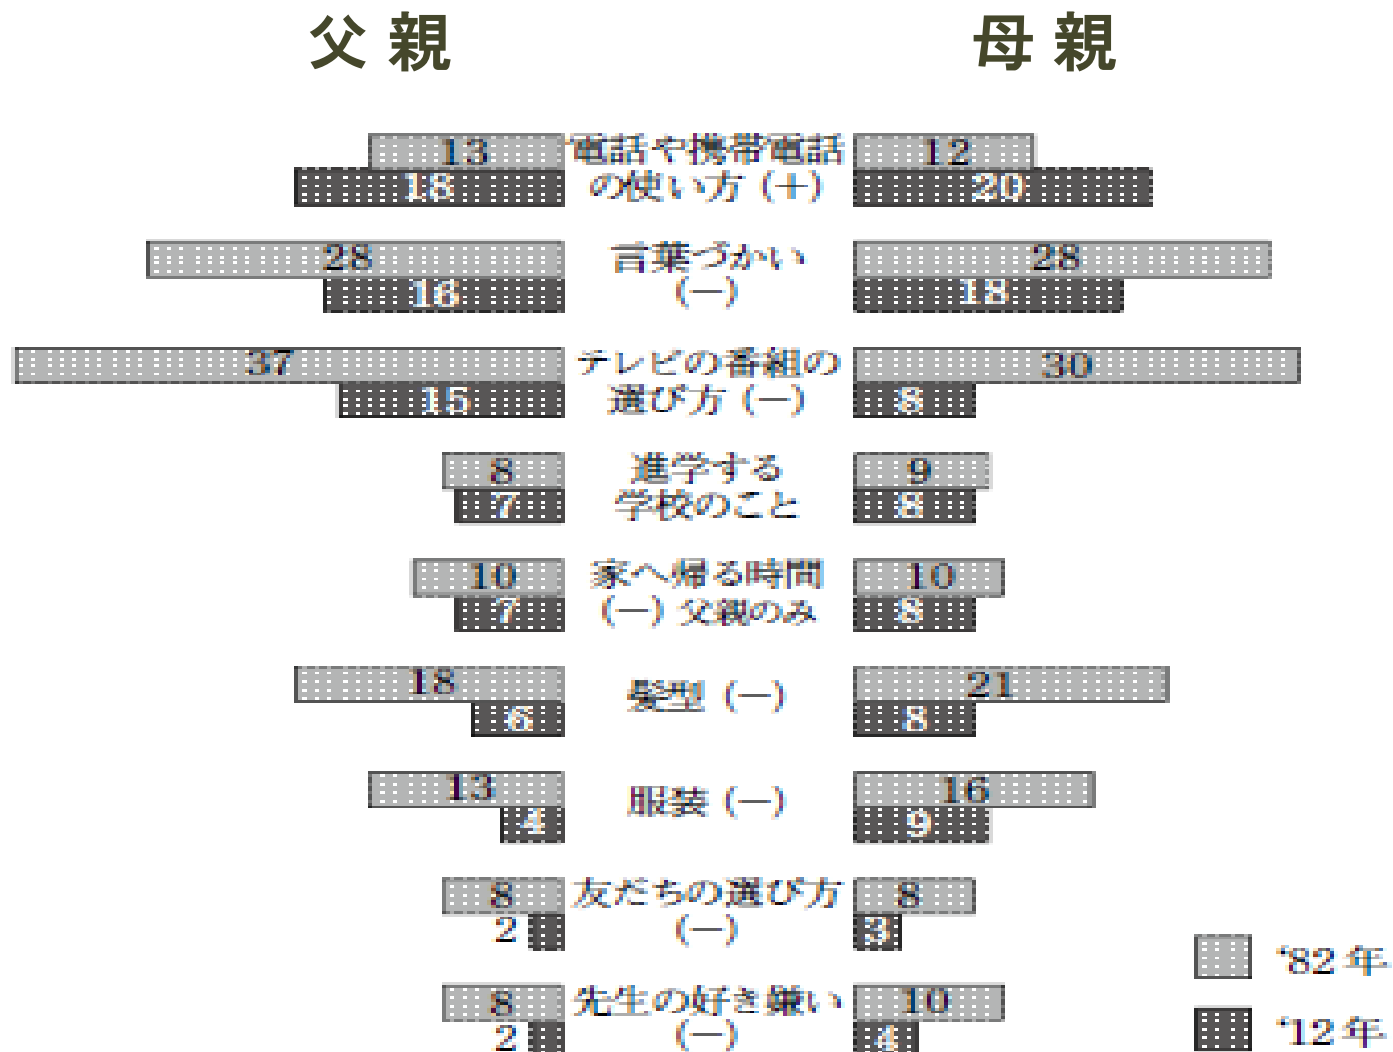 父親 母親
13 電話や携帯電話 12
18 の使い方 (+) 20
28 言葉づかい 28
16 (－) 18
37 テレビの番組の 30
15 選び方 (－) 8
8 進学する 9
7 学校のこと 8
10 家へ帰る時間 10
7 (－) 父親のみ 8
18 髪型 (－) 21
6 8
13 服装 (－) 16
4 9
8 友だちの選び方 8
2 (－) 3
8 先生の好き嫌い 10
2 (－) 4
‘82年
‘12年